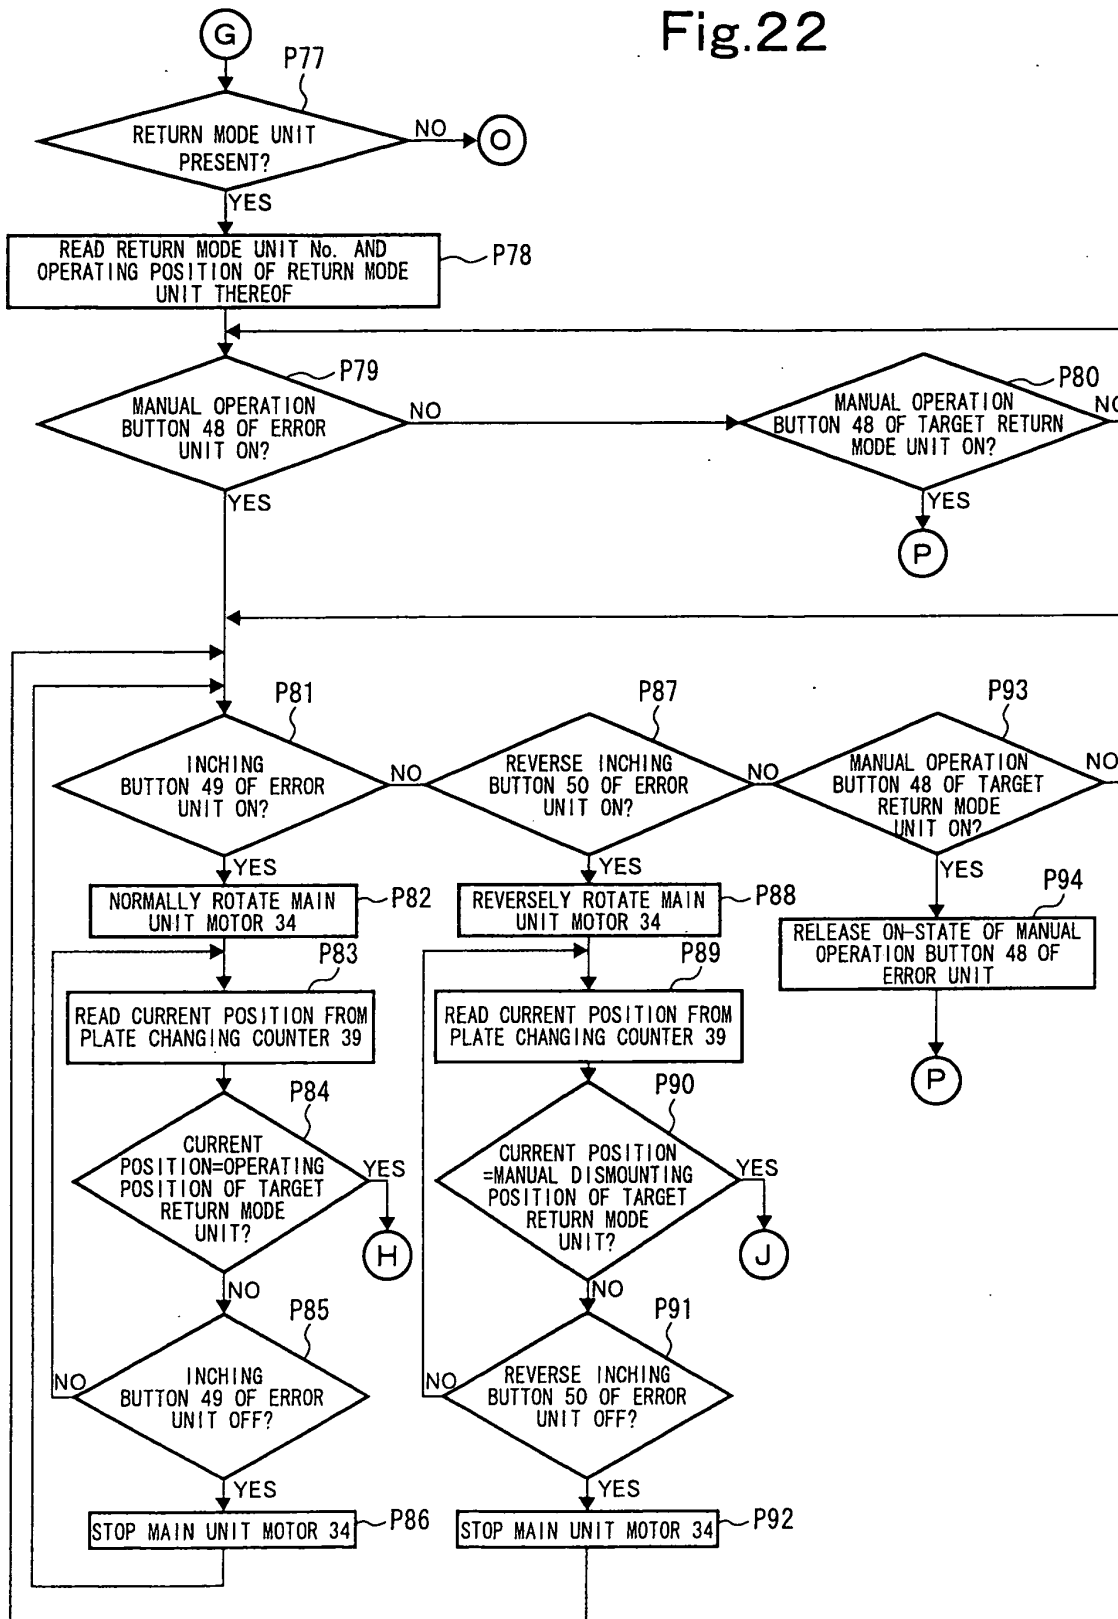 Fig.22
G
P77
RETURN MODE UNIT
PRESENT?
NO
O
YES
READ RETURN MODE UNIT No. AND
OPERATING POSITION OF RETURN MODE
UNIT THEREOF
P78
P79
MANUAL OPERATION
BUTTON 48 OF ERROR
UNIT ON?
NO
YES
P80
MANUAL OPERATION
BUTTON 48 OF TARGET RETURN
MODE UNIT ON?
NO
YES
P
P81
INCHING
BUTTON 49 OF ERROR
UNIT ON?
NO
YES
P87
REVERSE INCHING
BUTTON 50 OF ERROR
UNIT ON?
NO
YES
P93
MANUAL OPERATION
BUTTON 48 OF TARGET
RETURN MODE
UNIT ON?
NO
YES
NORMALLY ROTATE MAIN
UNIT MOTOR 34
P82
REVERSELY ROTATE MAIN
UNIT MOTOR 34
P88
P94
RELEASE ON-STATE OF MANUAL
OPERATION BUTTON 48 OF
ERROR UNIT
P
P83
READ CURRENT POSITION FROM
PLATE CHANGING COUNTER 39
P89
READ CURRENT POSITION FROM
PLATE CHANGING COUNTER 39
P84
CURRENT
POSITION=OPERATING
POSITION OF TARGET
RETURN MODE
UNIT?
YES
H
NO
P90
CURRENT POSITION
=MANUAL DISMOUNTING
POSITION OF TARGET
RETURN MODE
UNIT?
YES
J
NO
P85
INCHING
BUTTON 49 OF ERROR
UNIT OFF?
NO
YES
P91
REVERSE INCHING
BUTTON 50 OF ERROR
UNIT OFF?
NO
YES
STOP MAIN UNIT MOTOR 34
P86
STOP MAIN UNIT MOTOR 34
P92